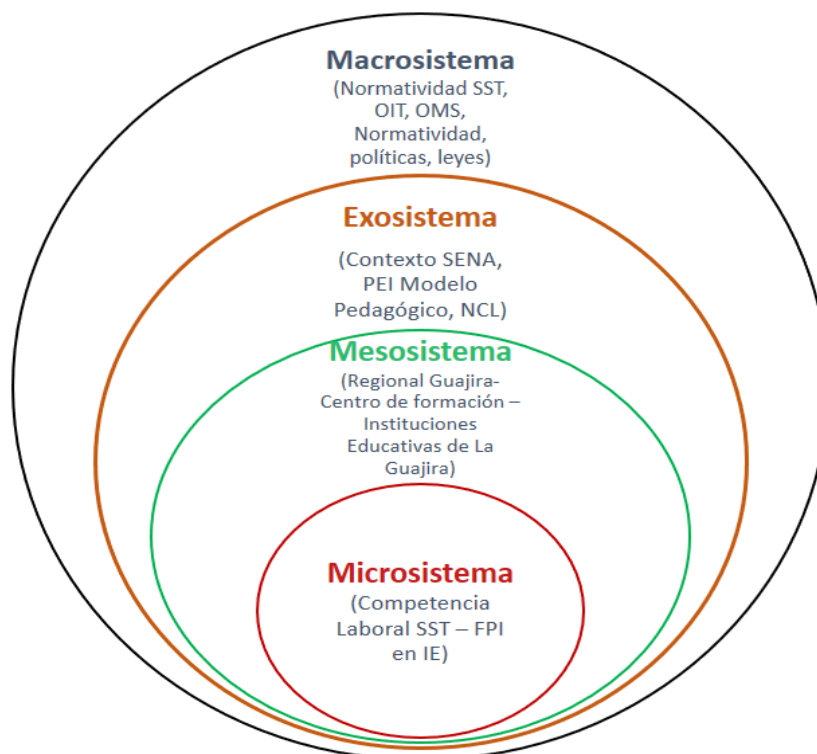 Macrosistema
(Normatividad SST,
OIT, OMS,
Normatividad,
políticas, leyes)
Exosistema
(Contexto SENA,
PEI Modelo
Pedagógico, NCL)
Mesosistema
(Regional Guajira-
Centro de formación –
Instituciones
Educativas de La
Guajira)
Microsistema
(Competencia
Laboral SST – FPI
en IE)